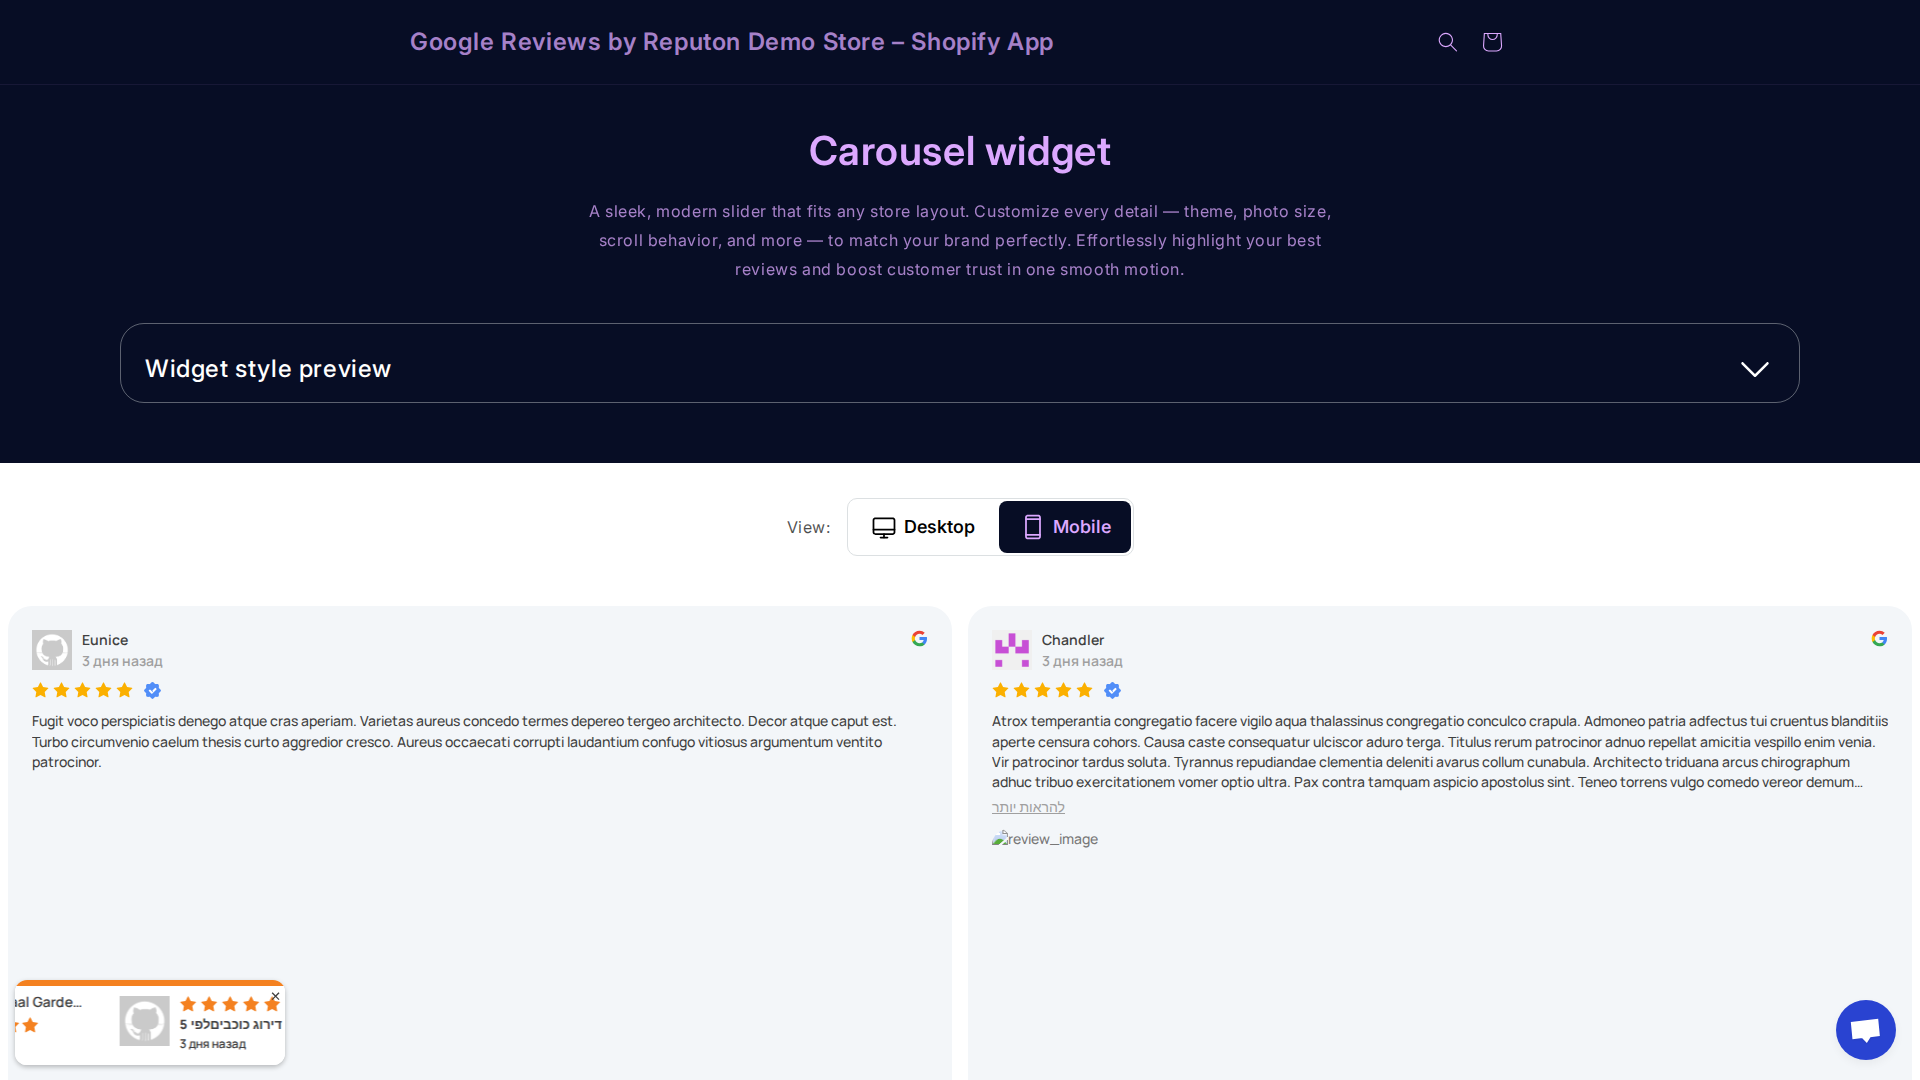 Google Reviews by Reputon Demo Store – Shopify App
Carousel widget
A sleek, modern slider that fits any store layout. Customize every detail — theme, photo size,
scroll behavior, and more — to match your brand perfectly. Effortlessly highlight your best
reviews and boost customer trust in one smooth motion.
Widget style preview
View:
Desktop
Mobile
Eunice
3 дня назад
Fugit voco perspiciatis denego atque cras aperiam. Varietas aureus concedo termes depereo tergeo architecto. Decor atque caput est.
Turbo circumvenio caelum thesis curto aggredior cresco. Aureus occaecati corrupti laudantium confugo vitiosus argumentum ventito
patrocinor.
Chandler
3 дня назад
Atrox temperantia congregatio facere vigilo aqua thalassinus congregatio conculco crapula. Admoneo patria adfectus tui cruentus blanditiis
aperte censura cohors. Causa caste consequatur ulciscor aduro terga. Titulus rerum patrocinor adnuo repellat amicitia vespillo enim venia.
Vir patrocinor tardus soluta. Tyrannus repudiandae clementia deleniti avarus collum cunabula. Architecto triduana arcus chirographum
adhuc tribuo exercitationem vomer optio ultra. Pax contra tamquam aspicio apostolus sint. Teneo torrens vulgo comedo vereor demum...
להראות יותר
review_image
Garde...
דירוג כוכביםלפי 5
3 дня назад